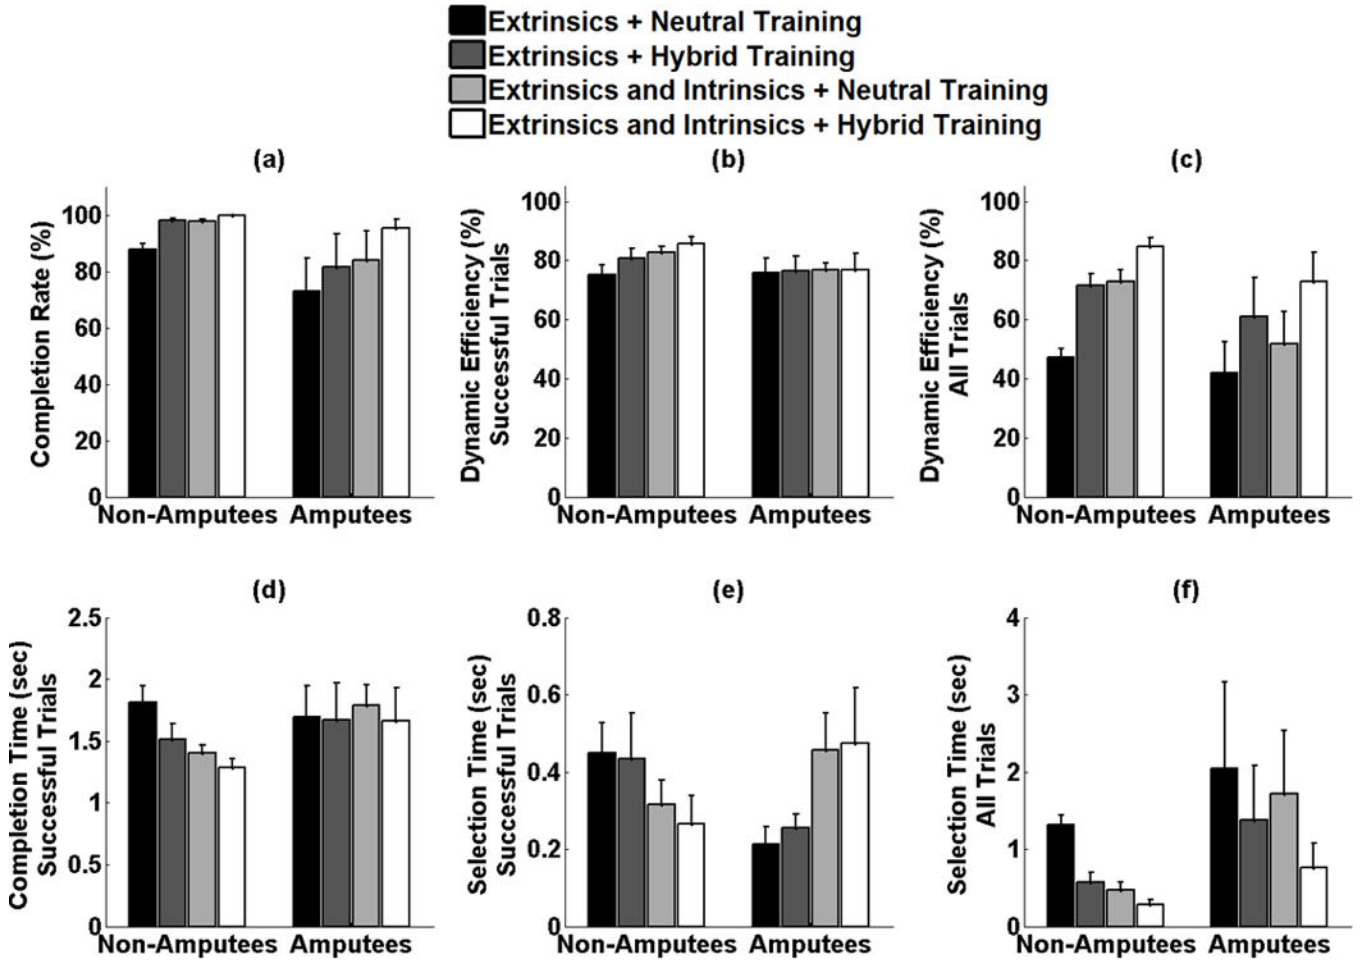 Extrinsics + Neutral Training
Extrinsics + Hybrid Training
Extrinsics and Intrinsics + Neutral Training
Extrinsics and Intrinsics + Hybrid Training
(a)
Completion Rate (%)
100
80
60
40
20
0
Non-Amputees Amputees
(b)
Dynamic Efficiency (%)
Successful Trials
100
80
60
40
20
0
Non-Amputees Amputees
(c)
Dynamic Efficiency (%)
All Trials
100
80
60
40
20
0
Non-Amputees Amputees
(d)
Completion Time (sec)
Successful Trials
2.5
2
1.5
1
0.5
0
Non-Amputees Amputees
(e)
Selection Time (sec)
Successful Trials
0.8
0.6
0.4
0.2
0
Non-Amputees Amputees
(f)
Selection Time (sec)
All Trials
4
3
2
1
0
Non-Amputees Amputees